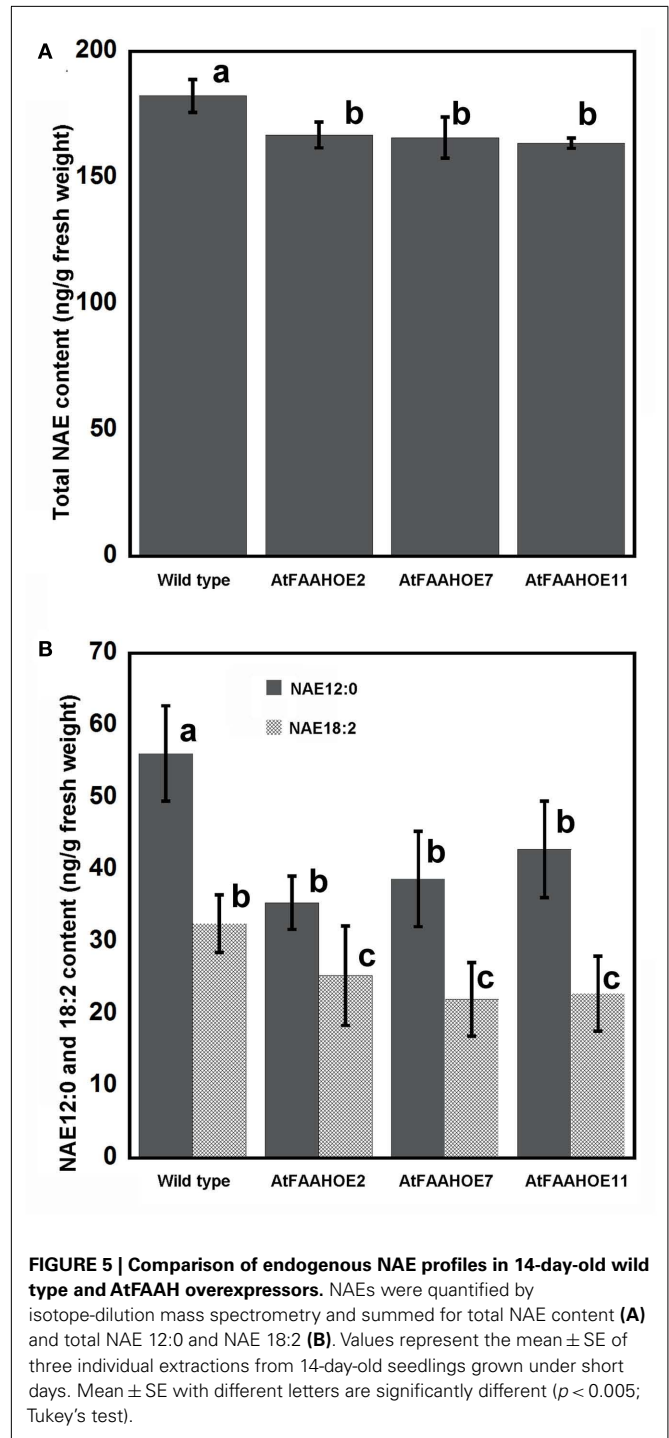 A
200
150
100
50
0
Total NAE content (ng/g fresh weight)
a
b
b
b
Wild type AtFAAHOE2 AtFAAHOE7 AtFAAHOE11
B
70
60
50
40
30
20
10
0
NAE12:0 and 18:2 content (ng/g fresh weight)
NAE12:0
NAE18:2
a
b
b
c
b
c
b
c
Wild type AtFAAHOE2 AtFAAHOE7 AtFAAHOE11
FIGURE 5 | Comparison of endogenous NAE profiles in 14-day-old wild
type and AtFAAH overexpressors. NAEs were quantified by
isotope-dilution mass spectrometry and summed for total NAE content (A)
and total NAE 12:0 and NAE 18:2 (B). Values represent the mean ± SE of
three individual extractions from 14-day-old seedlings grown under short
days. Mean ± SE with different letters are significantly different (p < 0.005;
Tukey's test).